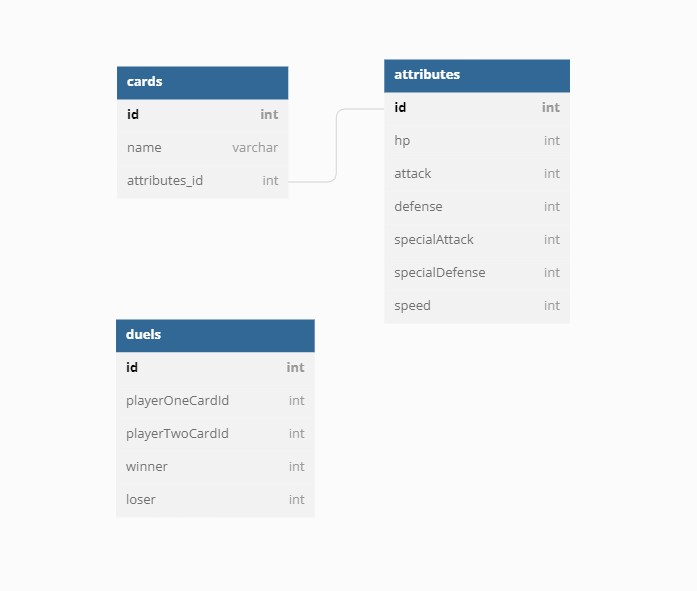 cards
id int
name varchar
attributes_id int
attributes
id int
hp int
attack int
defense int
specialAttack int
specialDefense int
speed int
duels
id int
playerOneCardId int
playerTwoCardId int
winner int
loser int